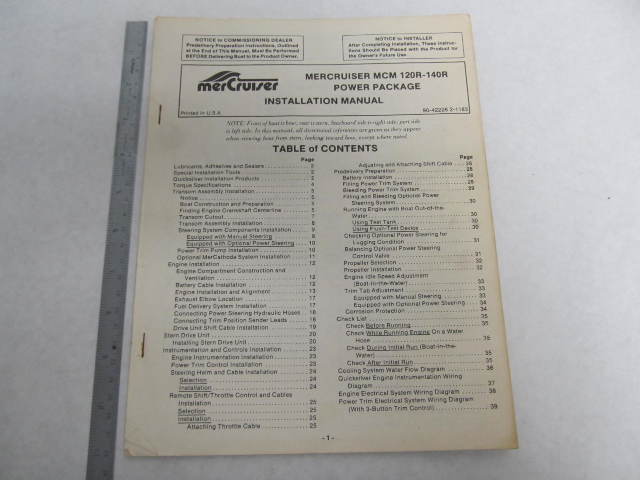 NOTICE to COMMISSIONING DEALER
Predelivery Preparation Instructions, Outlined
at the End of This Manual, Must Be Performed
BEFORE Delivering Boat to the Product Owner.
NOTICE to INSTALLER
After Completing Installation, These Instruc-
tions Should Be Placed with the Product for
the Owner's Future Use.
merCruiser
MERCRUISER MCM 120R-140R
POWER PACKAGE
INSTALLATION MANUAL
Printed in U.S.A.
90-42226 2-1183
NOTE: Front of boat is bow; rear is stern. Starboard side is right side; port side
is left side. In this manual, all directional references are given as they appear
when viewing boat from stern, looking toward bow, except where noted.
TABLE of CONTENTS
Page
Lubricants, Adhesives and Sealers 2
Special Installation Tools 2
Quicksilver Installation Products 2
Torque Specifications 4
Transom Assembly Installation 5
Notice
Boat Construction and Preparation
Finding Engine Crankshaft Centerline
Transom Cutout 7
Transom Assembly Installation 8
Steering System Components Installation 9
Equipped with Manual Steering
Equipped with Optional Power Steering 10
Power Trim Pump Installation 10
Optional MerCathode System Installation 11
Engine Installation 12
Engine Compartment Construction and
Ventilation 12
Battery Cable Installation 12
Engine Installation and Alignment 13
Exhaust Elbow Location 17
Fuel Delivery System Installation 17
Connecting Power Steering Hydraulic Hoses 18
Connecting Trim Position Sender Leads 18
Drive Unit Shift Cable Installation 19
Stern Drive Unit 20
Installing Stern Drive Unit 20
Instrumentation and Controls Installation 23
Engine Instruments Installation 23
Power Trim Control Installation 23
Steering Helm and Cable Installation 24
Selection 24
Installation 24
Remote Shift/Throttle Control and Cables
Installation 25
Selection 25
Installation 25
Attaching Throttle Cable 25
Page
Adjusting and Attaching Shift Cable 26
Predelivery Preparation 28
Battery Installation 28
Filling Power Trim System 28
Bleeding Power Trim System 29
Filling and Bleeding Optional Power
Steering System 30
Running Engine with Boat Out-of-the-
Water 30
Using Test Tank 30
Using Flush-Test Device 30
Checking Optional Power Steering for
Lugging Condition 31
Balancing Optional Power Steering
Control Valve 31
Propeller Selection 32
Propeller Installation 32
Engine Idle Speed Adjustment
(Boat-in-the-Water) 33
Trim Tab Adjustment 33
Equipped with Manual Steering 33
Equipped with Optional Power Steering 34
Corrosion Protection 34
Check List 35
Check Before Running 35
Check While Running Engine On a Water
Hose 35
Check During Initial Run (Boat-in-the-
Water) 35
Check After Initial Run 35
Cooling System Water Flow Diagram 36
Quicksilver Engine Instrumentation Wiring
Diagram 37
Engine Electrical System Wiring Diagram 38
Power Trim Electrical System Wiring Diagram
(With 3-Button Trim Control) 39
- 1 -